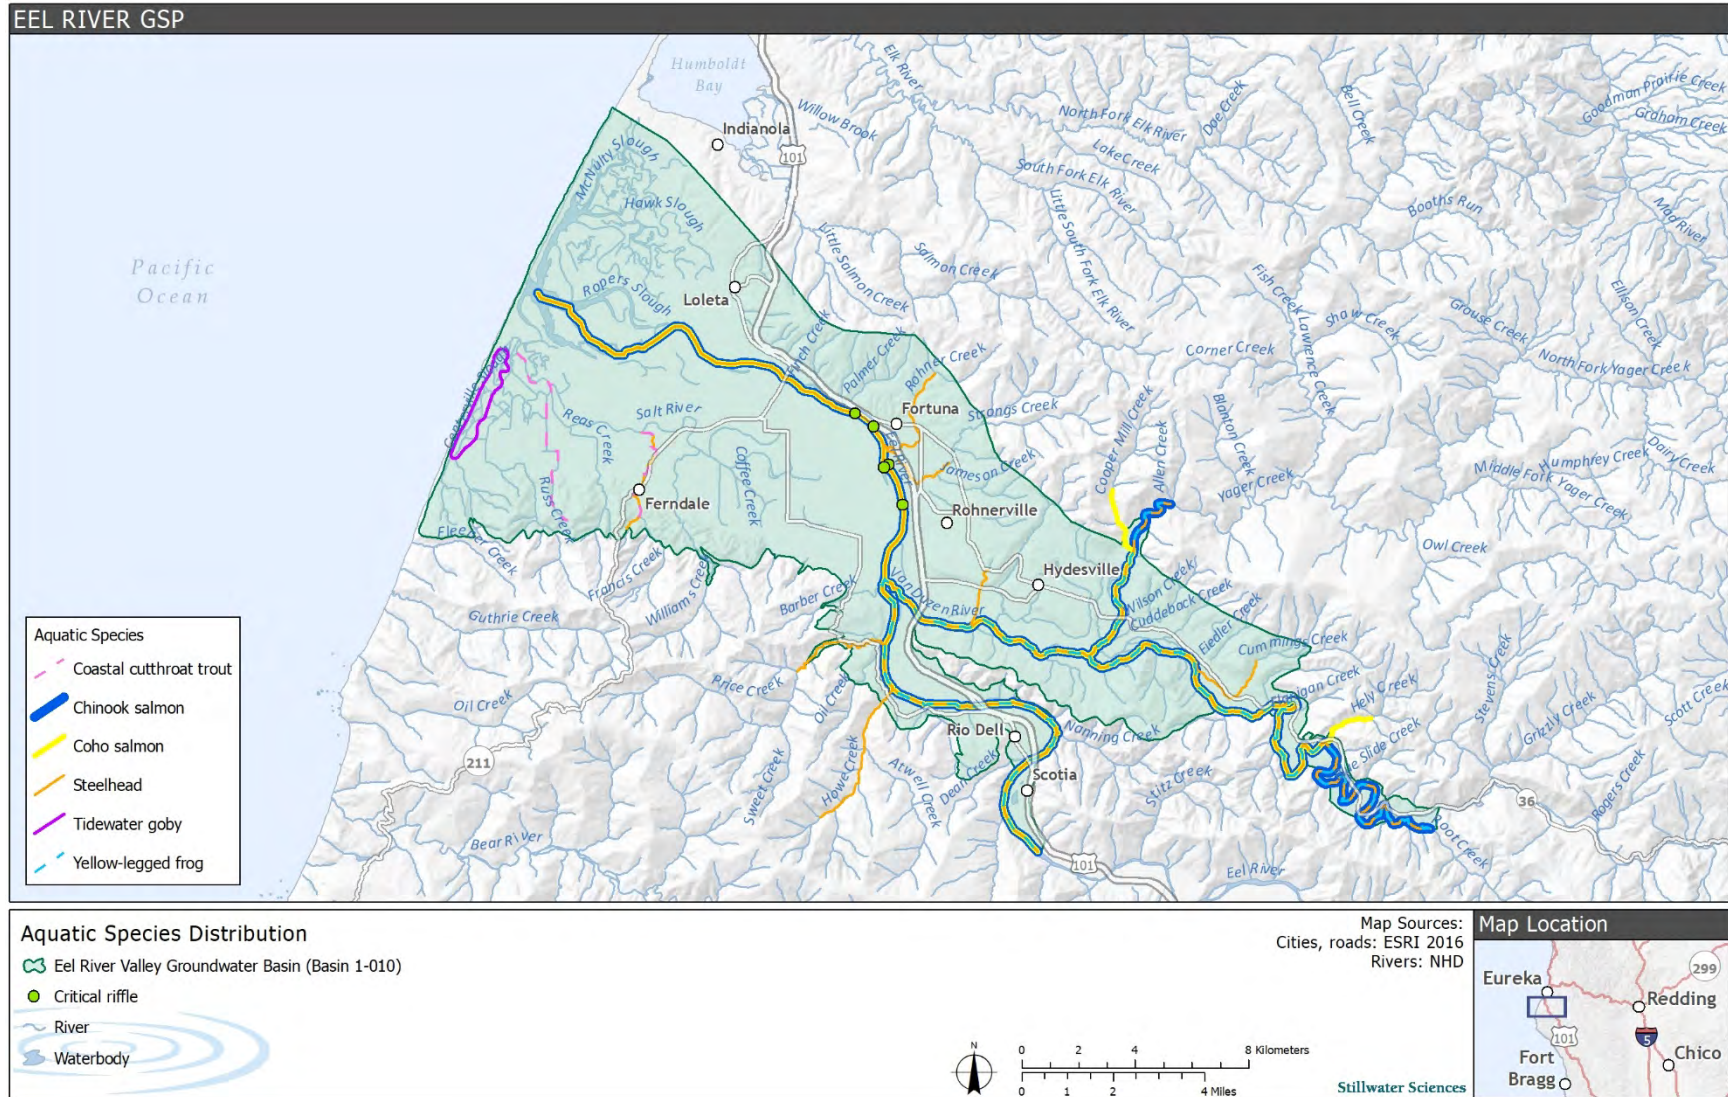 EEL RIVER GSP
Humboldt
Bay
Indianola
101
Willow Brook
Elk River
North Fork Elk River
Doe Creek
Bell Creek
Goodman Prairie Creek
Graham Creek
Lake Creek
South Fork Elk River
Little South Fork Elk River
Booths Run
Mad River
McNulty Slough
Hawk Slough
Pacific
Ocean
Ropers Slough
Loleta
Little Salmon Creek
Salmon Creek
Fish Creek
Lawrence Creek
Shaw Creek
Grouse Creek
Ellison Creek
North Fork Yager Creek
Corner Creek
Palmer Creek
Rohner Creek
Fortuna
Strongs Creek
Salt River
Reas Creek
Russ Creek
Coffee Creek
Ferndale
Eel River
Jameson Creek
Rohnerville
Cooper Mill Creek
Allen Creek
Blanton Creek
Yager Creek
Middle Fork Yager Creek
Humphrey Creek
Dairy Creek
Owl Creek
Fleener Creek
Guthrie Creek
Francis Creek
Williams Creek
Barber Creek
Van Duzen River
Hydesville
Wilson Creek
Cuddeback Creek
Fiedler Creek
Cummings Creek
Flanigan Creek
Hely Creek
Stevens Creek
Grizzly Creek
Scott Creek
Price Creek
Oil Creek
Oil Creek
211
Sweet Creek
Howe Creek
Atwell Creek
Dean Creek
Rio Dell
Nanning Creek
Scotia
Stitz Creek
Slide Creek
Root Creek
36
Rogers Creek
Bear River
101
Eel River
Aquatic Species
Coastal cutthroat trout
Chinook salmon
Coho salmon
Steelhead
Tidewater goby
Yellow-legged frog
Aquatic Species Distribution
Eel River Valley Groundwater Basin (Basin 1-010)
Critical riffle
River
Waterbody
N
0 2 4 8 Kilometers
0 1 2 4 Miles
Map Sources:
Cities, roads: ESRI 2016
Rivers: NHD
Stillwater Sciences
Map Location
299
Eureka
Redding
101
5
Fort
Bragg
Chico